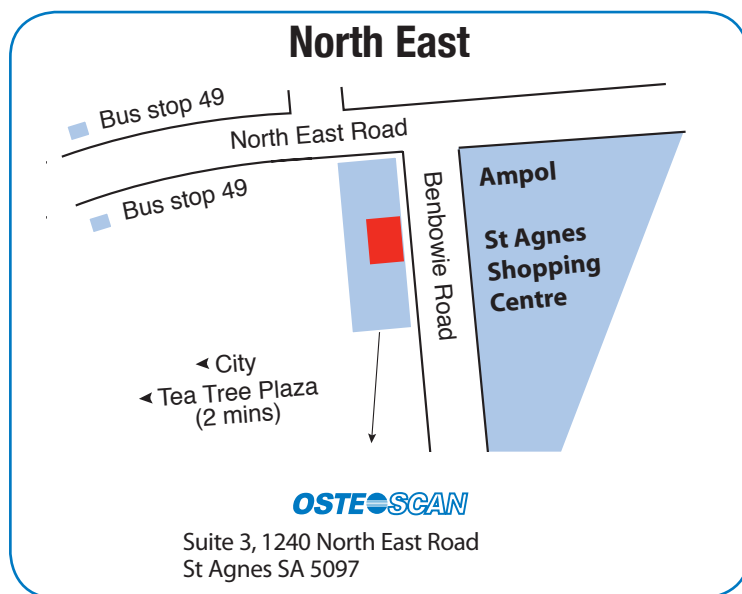 North East
Bus stop 49
North East Road
Bus stop 49
Benbowie Road
Ampol
St Agnes
Shopping
Centre
City
Tea Tree Plaza
(2 mins)
OSTEOSCAN
Suite 3, 1240 North East Road
St Agnes SA 5097